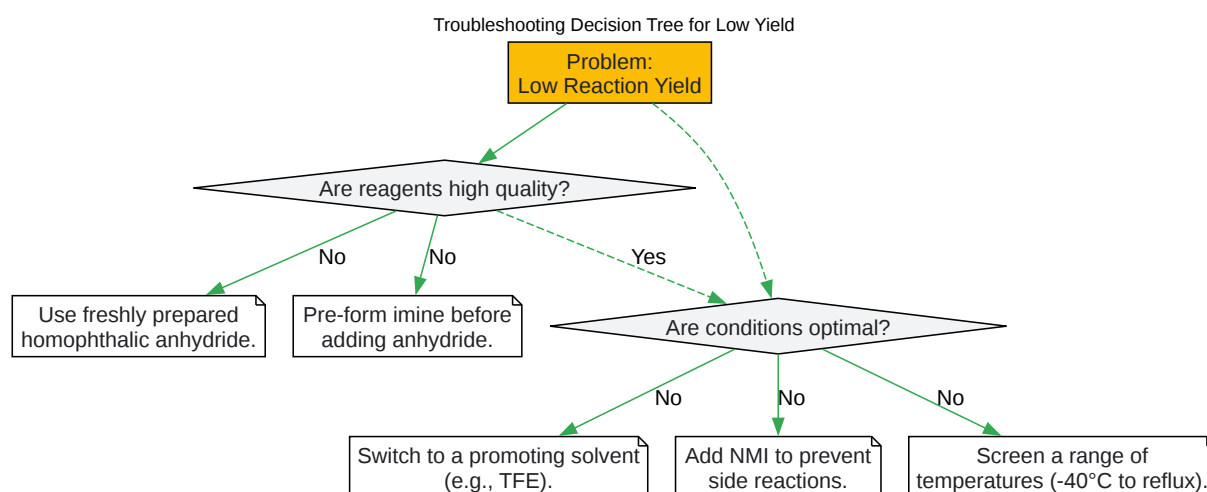 Troubleshooting Decision Tree for Low Yield
Problem:
Low Reaction Yield
Are reagents high quality?
No
No
Yes
Use freshly prepared
homophthalic anhydride.
Pre-form imine before
adding anhydride.
Are conditions optimal?
No
No
No
Switch to a promoting solvent
(e.g., TFE).
Add NMI to prevent
side reactions.
Screen a range of
temperatures (-40°C to reflux).